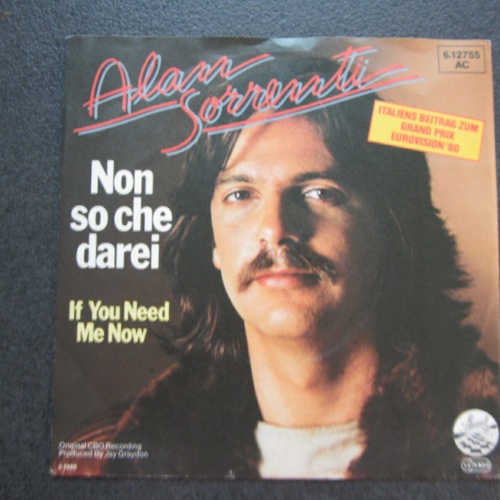 Alan
Sorrenti
6.12755
AC
ITALIENS BEITRAG ZUM
GRAND PRIX
EUROVISION '80
Non
so che
darei
If You Need
Me Now
Original CBO Recording
Produced By Jay Graydon